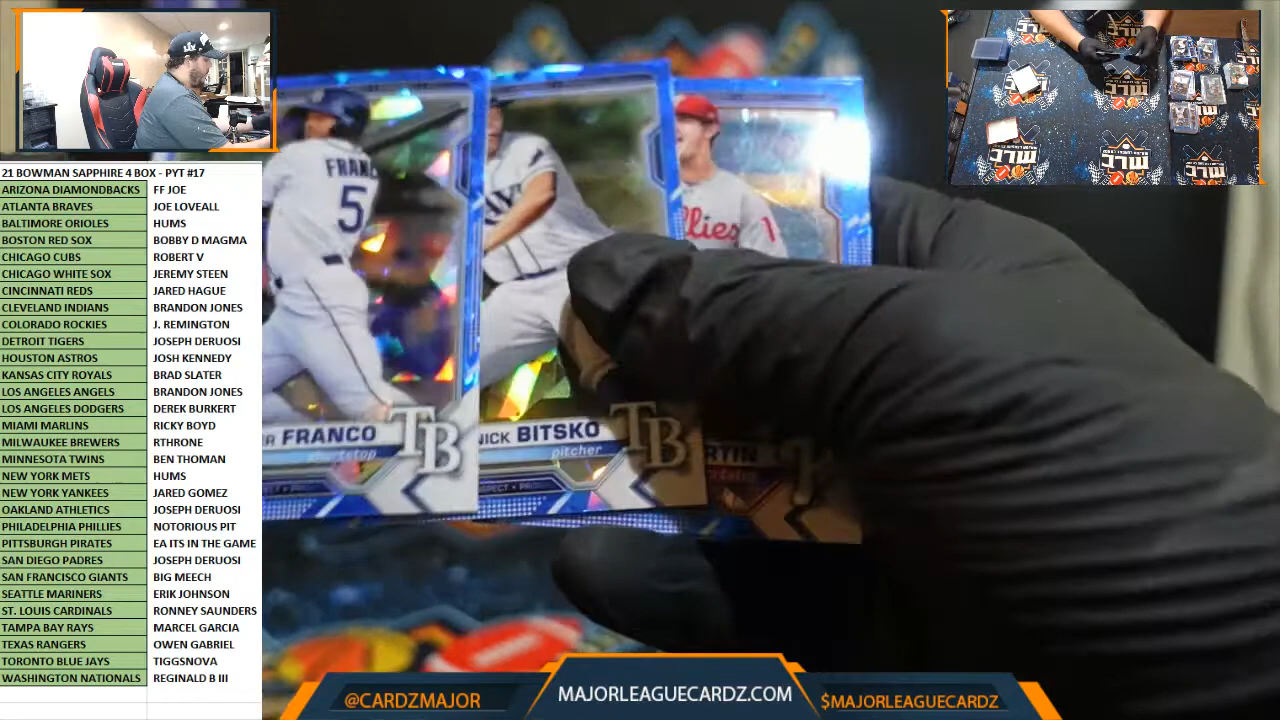 21 BOWMAN SAPPHIRE 4 BOX - PYT #17
ARIZONA DIAMONDBACKS FF JOE
ATLANTA BRAVES JOE LOVEALL
BALTIMORE ORIOLES HUMS
BOSTON RED SOX BOBBY D MAGMA
CHICAGO CUBS ROBERT V
CHICAGO WHITE SOX JEREMY STEEN
CINCINNATI REDS JARED HAGUE
CLEVELAND INDIANS BRANDON JONES
COLORADO ROCKIES J. REMINGTON
DETROIT TIGERS JOSEPH DERUOSI
HOUSTON ASTROS JOSH KENNEDY
KANSAS CITY ROYALS BRAD SLATER
LOS ANGELES ANGELS BRANDON JONES
LOS ANGELES DODGERS DEREK BURKERT
MIAMI MARLINS RICKY BOYD
MILWAUKEE BREWERS RTHRONE
MINNESOTA TWINS BEN THOMAN
NEW YORK METS HUMS
NEW YORK YANKEES JARED GOMEZ
OAKLAND ATHLETICS JOSEPH DERUOSI
PHILADELPHIA PHILLIES NOTORIOUS PIT
PITTSBURGH PIRATES EA ITS IN THE GAME
SAN DIEGO PADRES JOSEPH DERUOSI
SAN FRANCISCO GIANTS BIG MEECH
SEATTLE MARINERS ERIK JOHNSON
ST. LOUIS CARDINALS RONNEY SAUNDERS
TAMPA BAY RAYS MARCEL GARCIA
TEXAS RANGERS OWEN GABRIEL
TORONTO BLUE JAYS TIGGSNOVA
WASHINGTON NATIONALS REGINALD B III
FRANC
5
R FRANCO
shortstop
TB
NICK BITSKO
pitcher
TB
llies 1
RTIN
@CARDZMAJOR
MAJORLEAGUECARDZ.COM
$MAJORLEAGUECARDZ